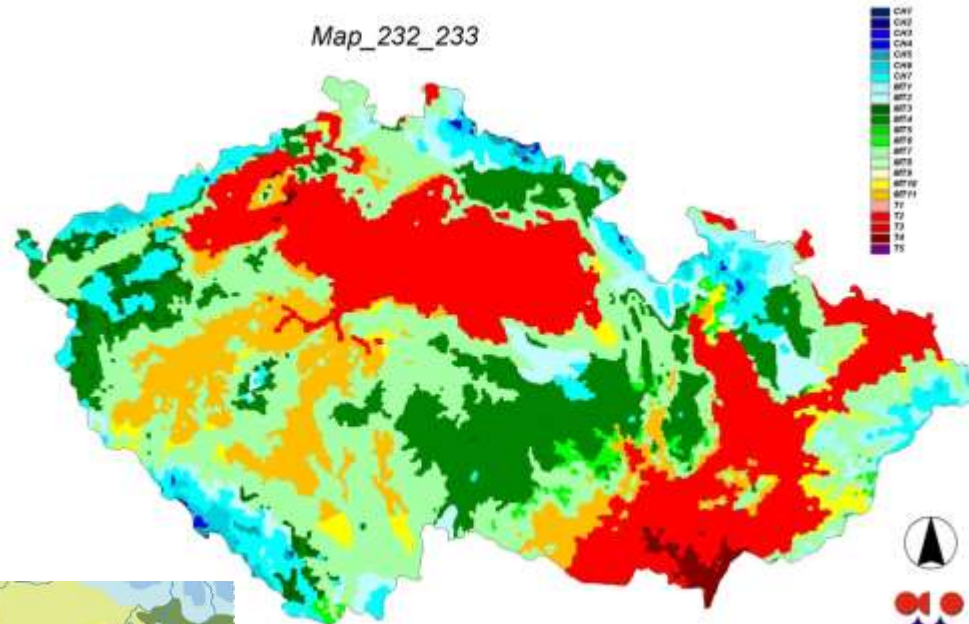 Map_232_233
CH1
CH2
CH3
CH4
CH5
CH6
CH7
MT1
MT2
MT3
MT4
MT5
MT6
MT7
MT8
MT9
MT10
MT11
T1
T2
T3
T4
T5